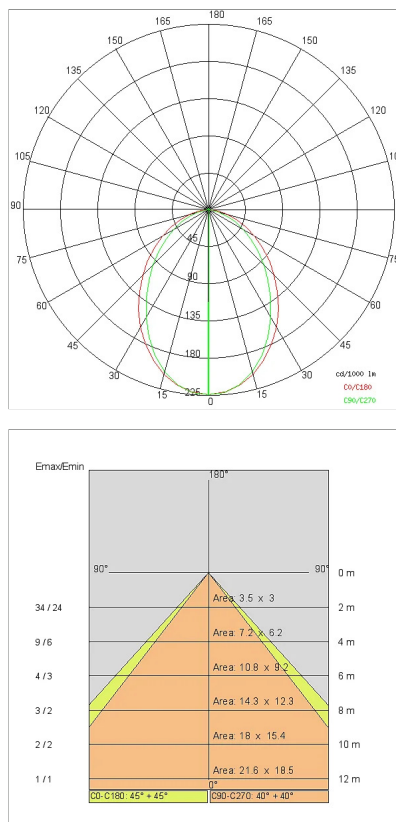 180
165 165
150 150
135 135
120 120
105 10
90 90
75 75
60 60
45 45
30 30
15 15
0
45
90
135
180
225
cd/1000 lm
C0/C180
C90/C270
Emax/Emin
180°
90° 90° 0 m
34 / 24 Area: 3.5 x 3 2 m
9 / 6 Area: 7.2 x 6.2 4 m
4 / 3 Area: 10.8 x 9.2 6 m
3 / 2 Area: 14.3 x 12.3 8 m
2 / 2 Area: 18 x 15.4 10 m
1 / 1 Area: 21.6 x 18.5 12 m
0°
C0-C180: 45° + 45° C90-C270: 40° + 40°